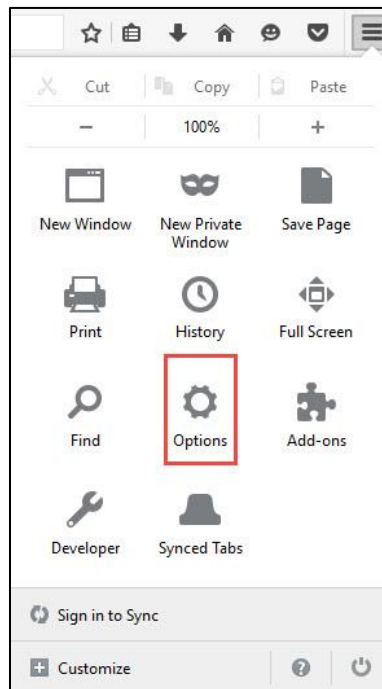 Cut Copy Paste
− 100% +
New Window New Private Window Save Page
Print History Full Screen
Find Options Add-ons
Developer Synced Tabs
Sign in to Sync
Customize